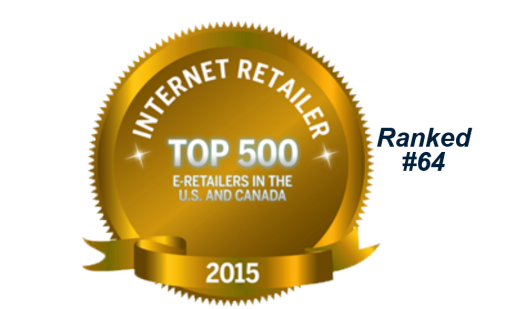 INTERNET RETAILER
TOP 500
E-RETAILERS IN THE
U.S. AND CANADA
2015
Ranked
#64